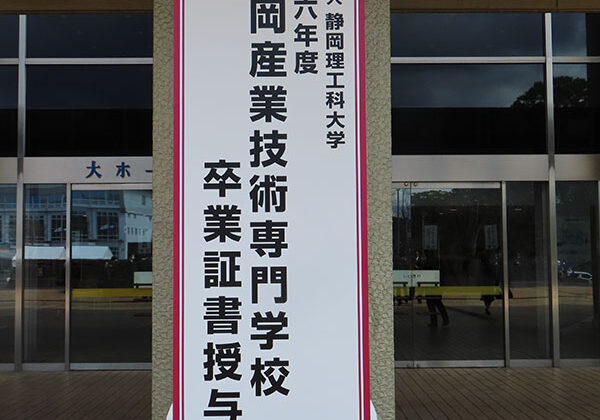 人 静岡理工科大学
六年度
岡産業技術専門学校
卒業証書授与
大ホー